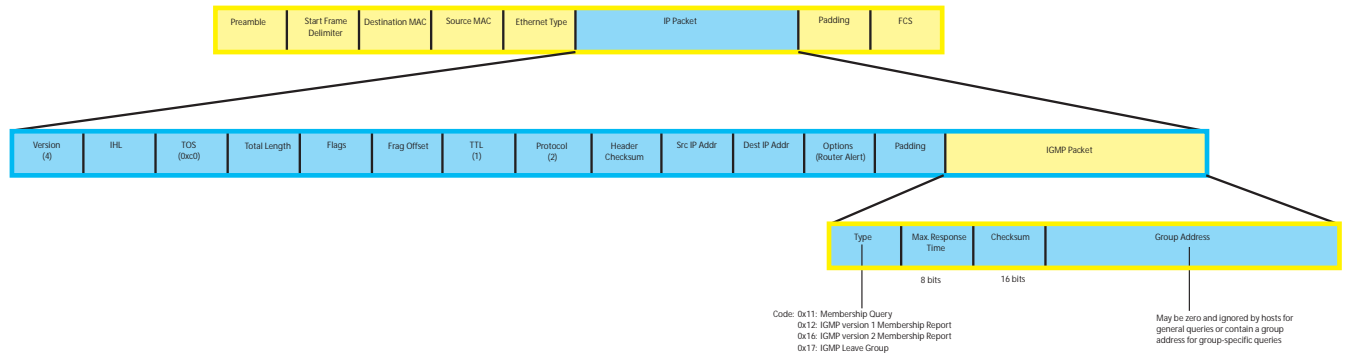 Preamble
Start Frame
Delimiter
Destination MAC
Source MAC
Ethernet Type
IP Packet
Padding
FCS
Version
(4)
IHL
TOS
(0xc0)
Total Length
Flags
Frag Offset
TTL
(1)
Protocol
(2)
Header
Checksum
Src IP Addr
Dest IP Addr
Options
(Router Alert)
Padding
IGMP Packet
Type
Max. Response
Time
Checksum
Group Address
8 bits
16 bits
Code: 0x11: Membership Query
0x12: IGMP version 1 Membership Report
0x16: IGMP version 2 Membership Report
0x17: IGMP Leave Group
May be zero and ignored by hosts for
general queries or contain a group
address for group-specific queries